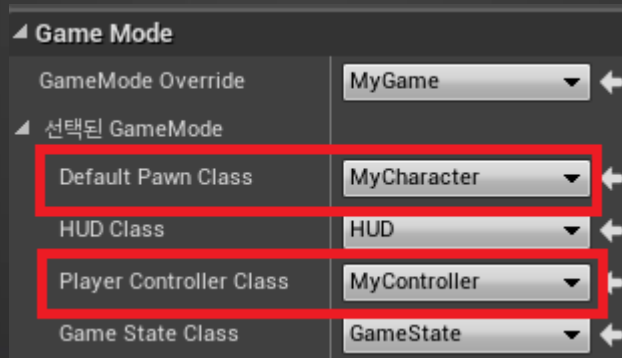 Game Mode
GameMode Override MyGame
선택된 GameMode
Default Pawn Class MyCharacter
HUD Class HUD
Player Controller Class MyController
Game State Class GameState